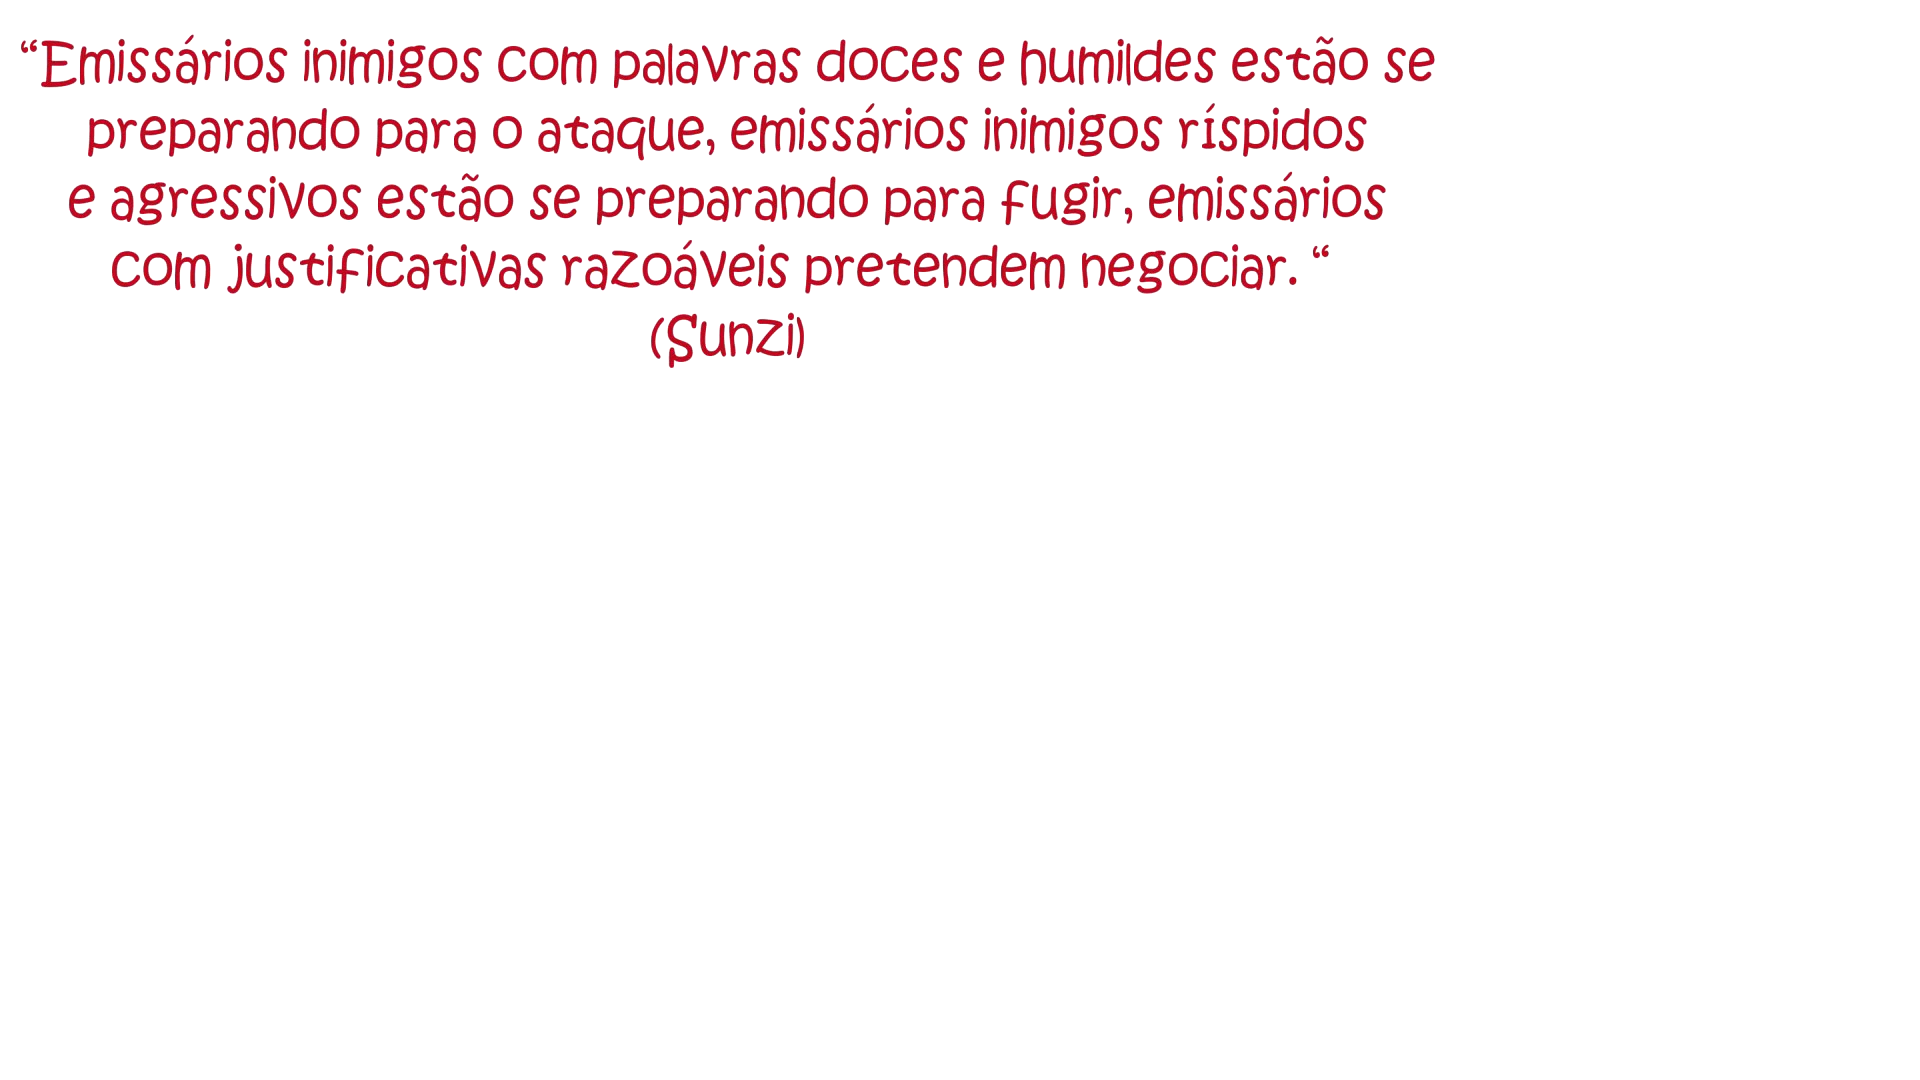 “Emissários inimigos com palavras doces e humildes estão se
preparando para o ataque, emissários inimigos ríspidos
e agressivos estão se preparando para fugir, emissários
com justificativas razoáveis pretendem negociar. “
(Sunzi)